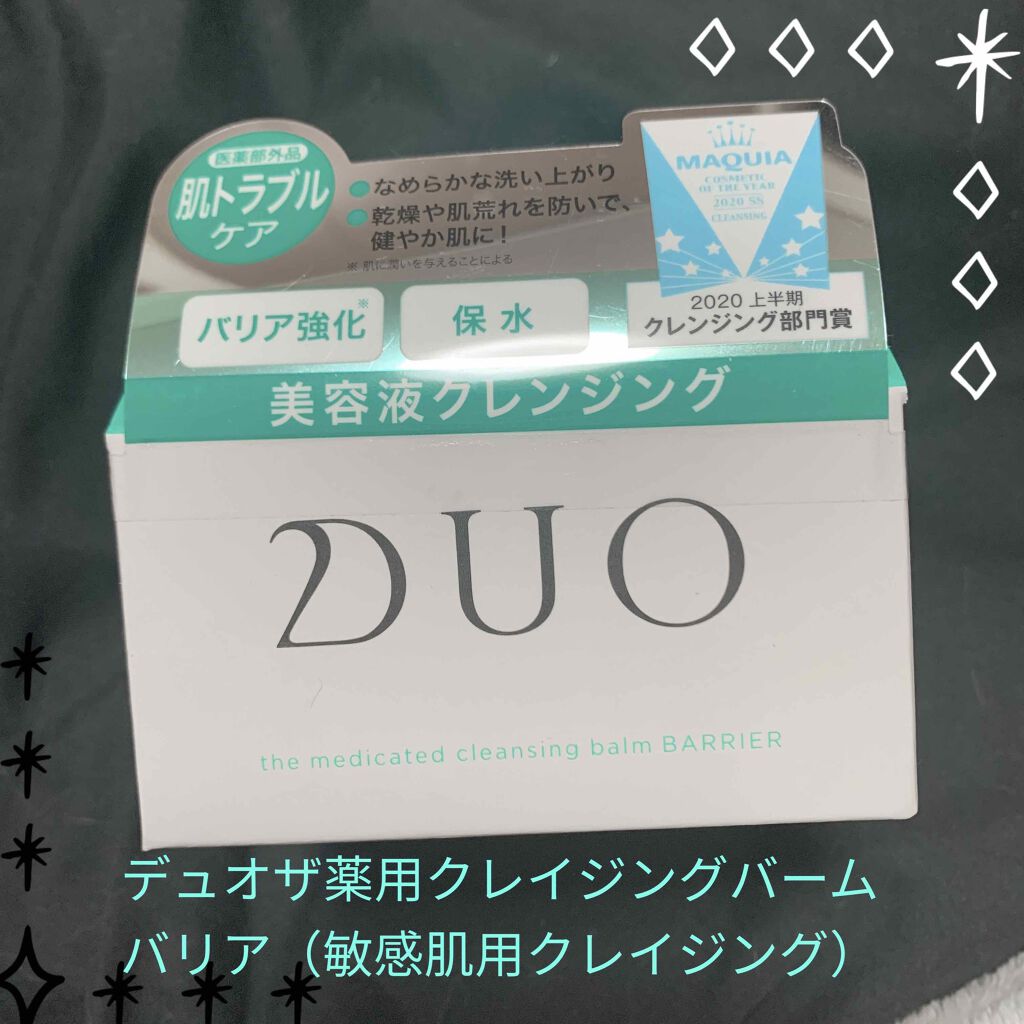 医薬部外品
肌トラブル
ケア
なめらかな洗い上がり
乾燥や肌荒れを防いで、
健やか肌に!
※ 肌に潤いを与えることによる
MAQUIA
COSMETIC
OF THE YEAR
2020 SS
CLEANSING
2020 上半期
クレンジング部門賞
バリア強化※
保水
美容液クレンジング
DUO
the medicated cleansing balm BARRIER
デュオザ薬用クレイジングバーム
バリア（敏感肌用クレイジング）